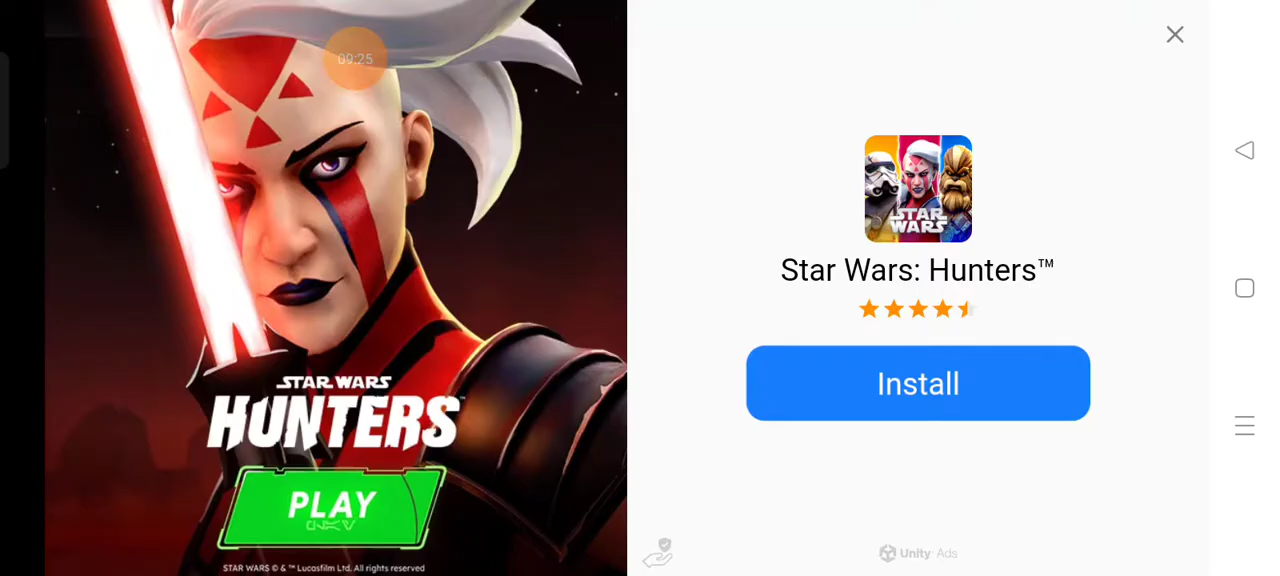 09:25
STAR WARS
HUNTERS™
PLAY
STAR WARS © & ™ Lucasfilm Ltd. All rights reserved
STAR
WARS
Star Wars: Hunters™
Install
Unity Ads